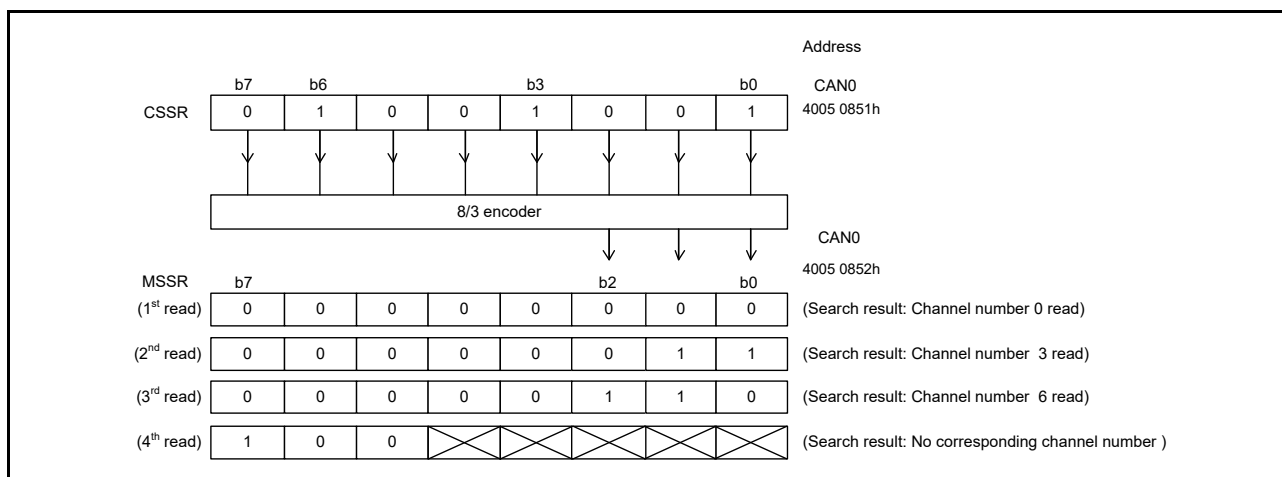 Address
b7 b6 b3 b0 CAN0
CSSR 0 1 0 0 1 0 0 1 4005 0851h
8/3 encoder
CAN0
4005 0852h
MSSR b7 b2 b0
(1st read) 0 0 0 0 0 0 0 0 (Search result: Channel number 0 read)
(2nd read) 0 0 0 0 0 0 1 1 (Search result: Channel number 3 read)
(3rd read) 0 0 0 0 0 1 1 0 (Search result: Channel number 6 read)
(4th read) 1 0 0 (Search result: No corresponding channel number )